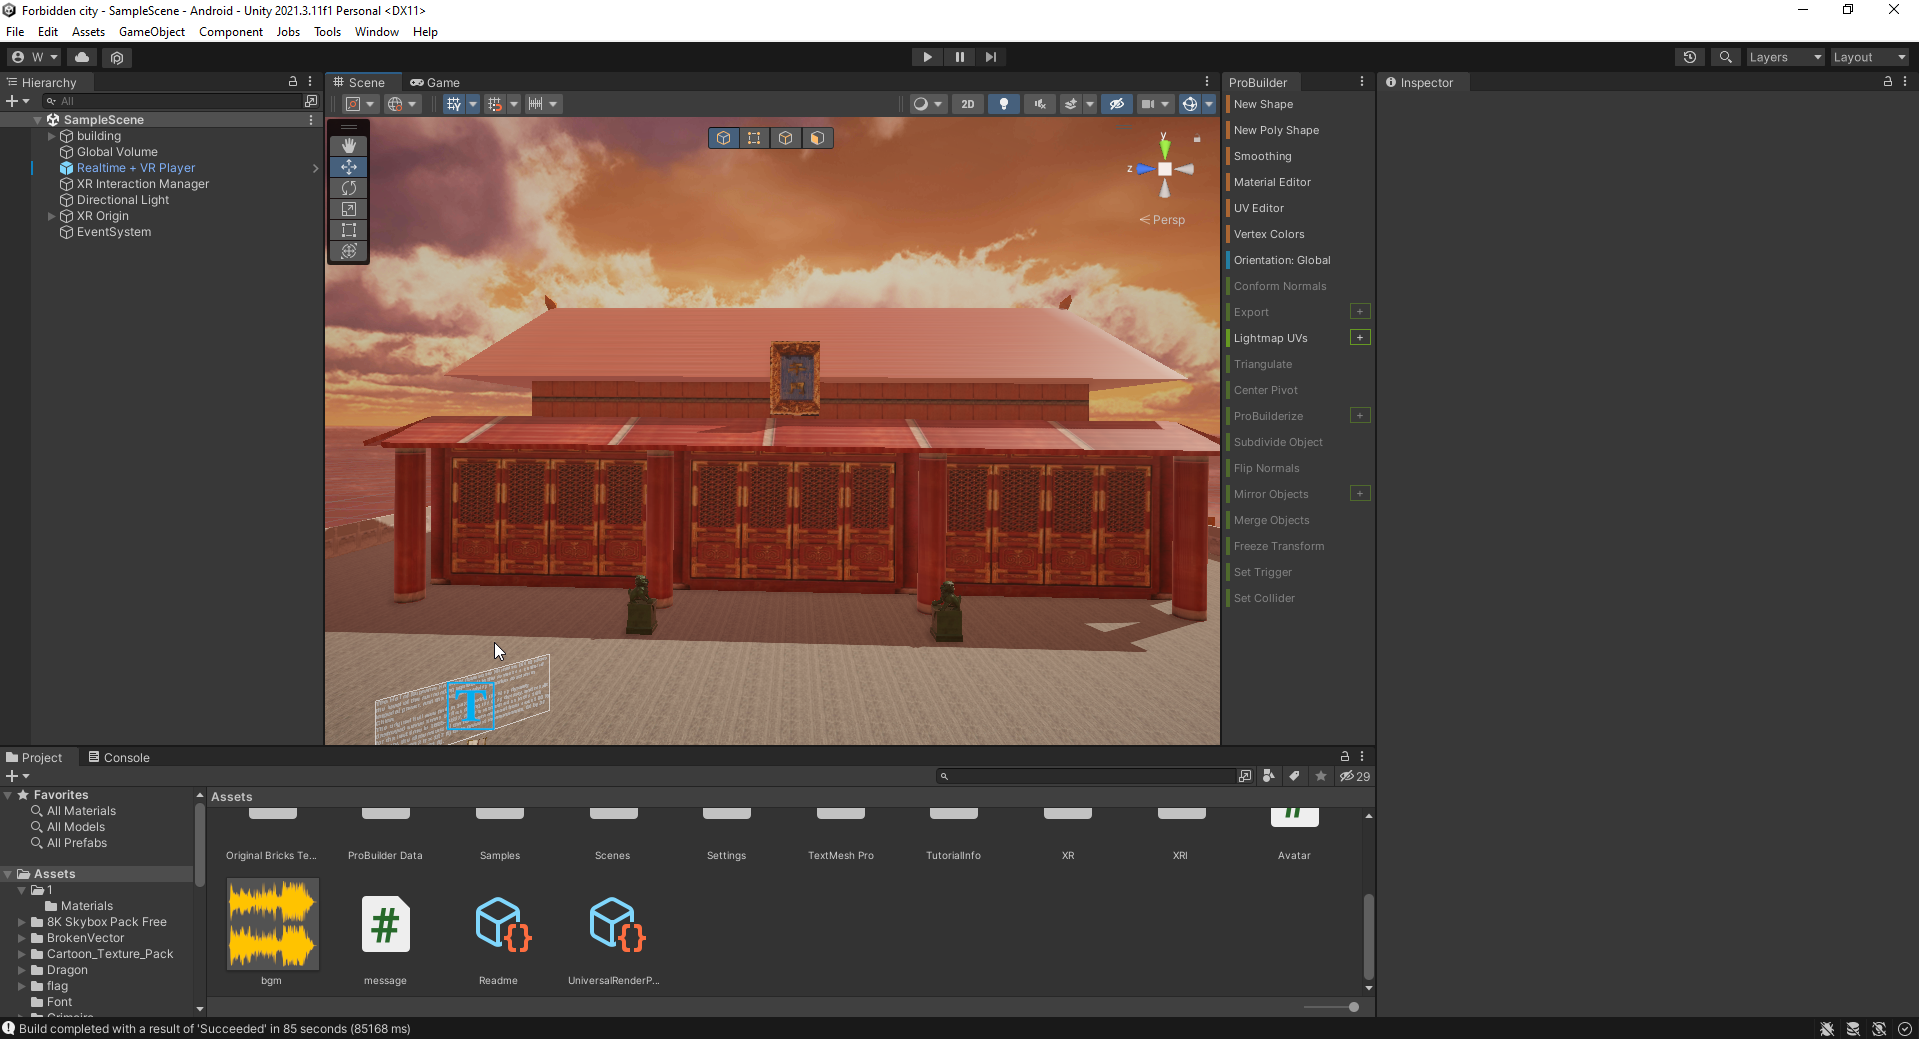 Forbidden city - SampleScene - Android - Unity 2021.3.11f1 Personal <DX11>
File Edit Assets GameObject Component Jobs Tools Window Help
W
Layers
Layout
Hierarchy
Scene
Game
ProBuilder
Inspector
All
2D
SampleScene
building
Global Volume
Realtime + VR Player
XR Interaction Manager
Directional Light
XR Origin
EventSystem
y
z
Persp
T
New Shape
New Poly Shape
Smoothing
Material Editor
UV Editor
Vertex Colors
Orientation: Global
Conform Normals
Export
+
Lightmap UVs
+
Triangulate
Center Pivot
ProBuilderize
+
Subdivide Object
Flip Normals
Mirror Objects
+
Merge Objects
Freeze Transform
Set Trigger
Set Collider
Project
Console
29
Favorites
All Materials
All Models
All Prefabs
Assets
1
Materials
8K Skybox Pack Free
BrokenVector
Cartoon_Texture_Pack
Dragon
flag
Font
Assets
Original Bricks Te...
ProBuilder Data
Samples
Scenes
Settings
TextMesh Pro
TutorialInfo
XR
XRI
Avatar
bgm
#
message
Readme
UniversalRenderP...
Build completed with a result of 'Succeeded' in 85 seconds (85168 ms)